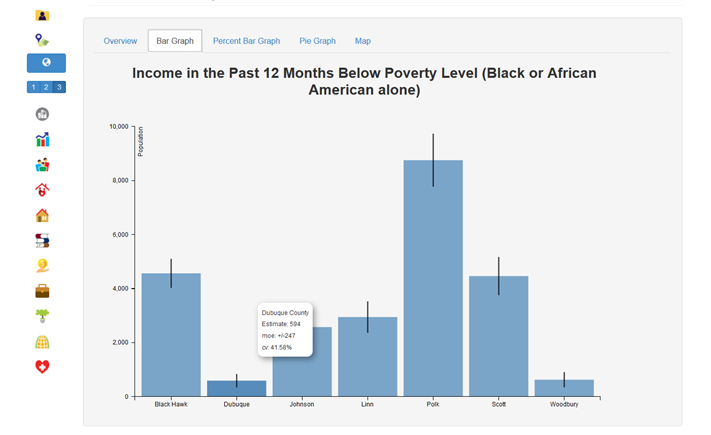 1 2 3
Overview
Bar Graph
Percent Bar Graph
Pie Graph
Map
Income in the Past 12 Months Below Poverty Level (Black or African
American alone)
Population
10,000
8,000
6,000
4,000
2,000
0
Dubuque County
Estimate: 594
moe: +/-247
cv: 41.58%
Black Hawk
Dubuque
Johnson
Linn
Polk
Scott
Woodbury